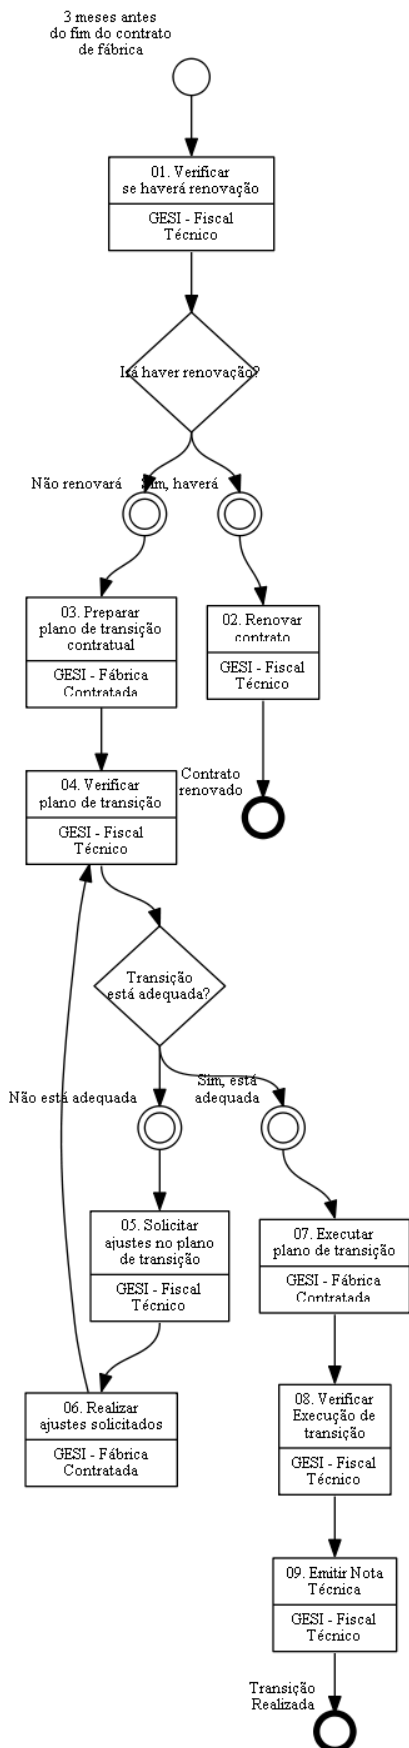 3 meses antes
do fim do contrato
de fábrica
01. Verificar
se haverá renovação
GESI - Fiscal
Técnico
Irá haver renovação?
Não renovará
Sim, haverá
03. Preparar
plano de transição
contratual
GESI - Fábrica
Contratada
02. Renovar
contrato
GESI - Fiscal
Técnico
04. Verificar
plano de transição
GESI - Fiscal
Técnico
Contrato
renovado
Transição
está adequada?
Não está adequada
Sim, está
adequada
05. Solicitar
ajustes no plano
de transição
GESI - Fiscal
Técnico
07. Executar
plano de transição
GESI - Fábrica
Contratada
06. Realizar
ajustes solicitados
GESI - Fábrica
Contratada
08. Verificar
Execução de
transição
GESI - Fiscal
Técnico
09. Emitir Nota
Técnica
GESI - Fiscal
Técnico
Transição
Realizada